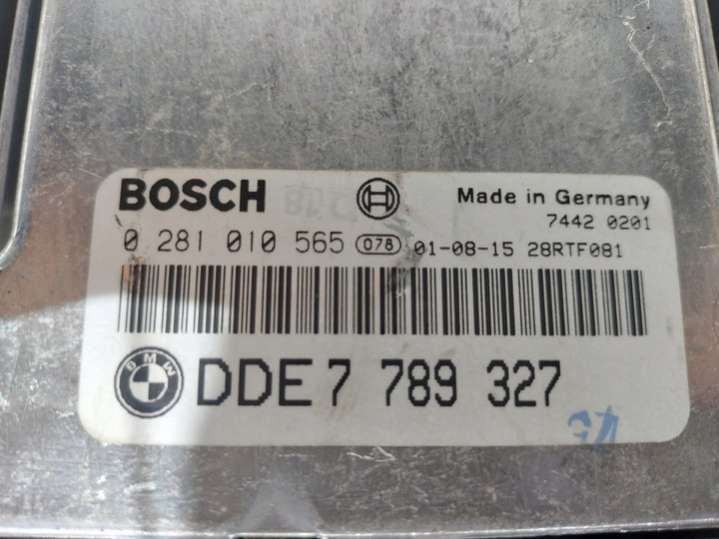 BOSCH
Made in Germany
7442 0201
0 281 010 565 078 01-08-15 28RTF081
BMW DDE 7 789 327